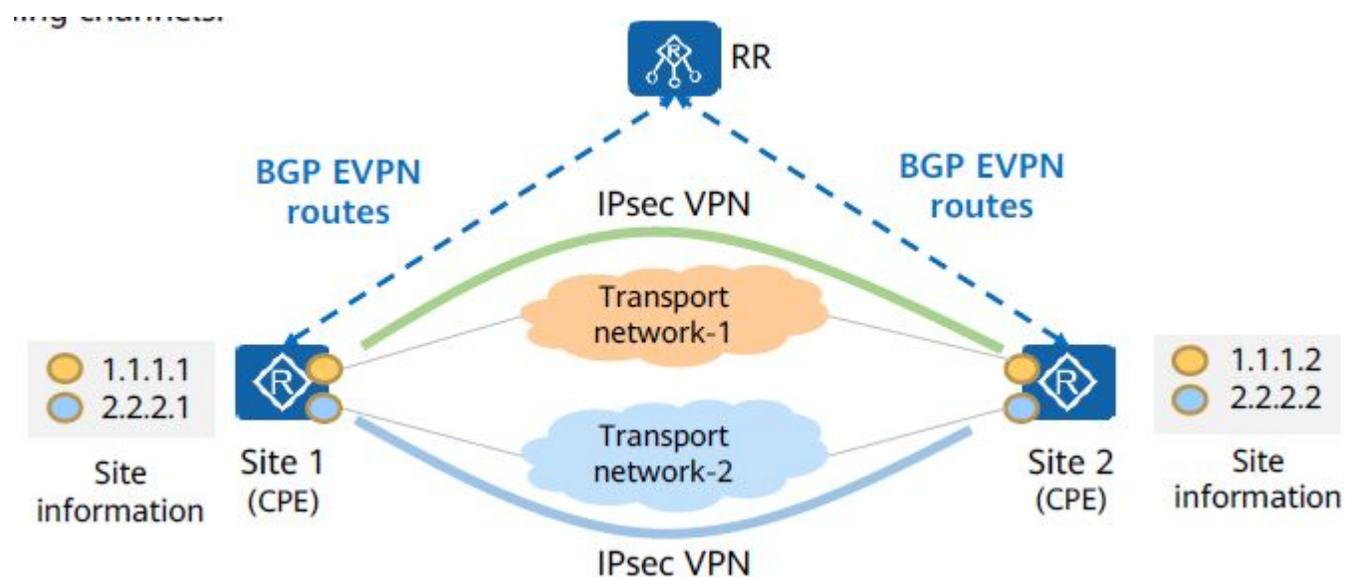 RR
BGP EVPN
routes
BGP EVPN
routes
IPsec VPN
Transport
network-1
1.1.1.1
2.2.2.1
1.1.1.2
2.2.2.2
R
R
R
Transport
network-2
Site
information
Site 1
(CPE)
Site 2
(CPE)
Site
information
IPsec VPN